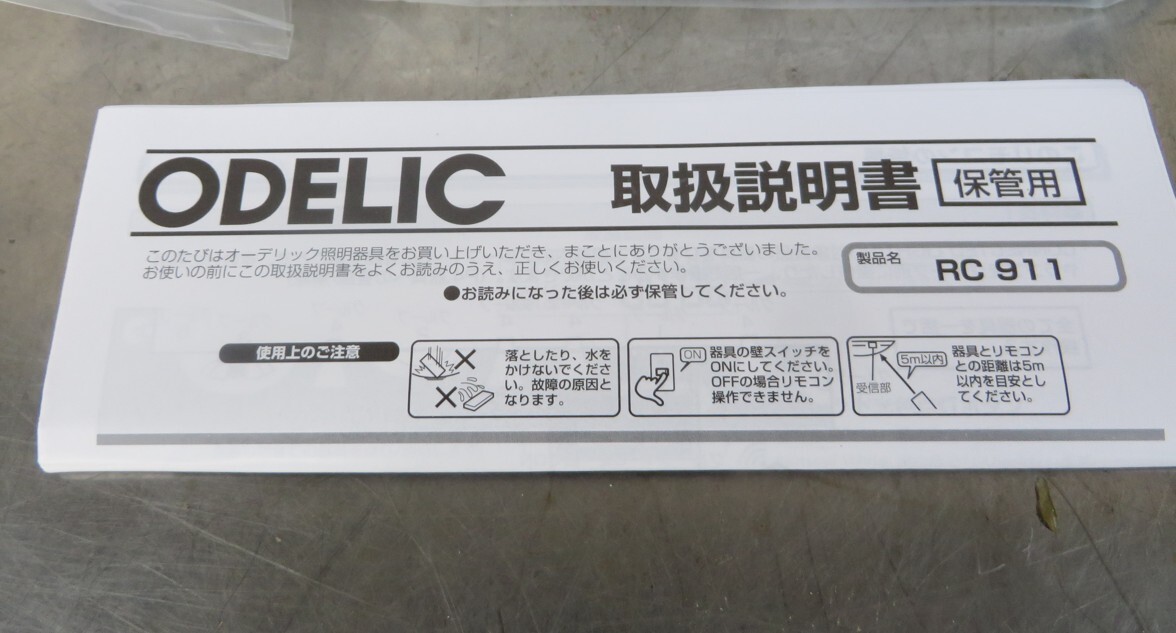 ODELIC 取扱説明書 保管用
このたびはオーデリック照明器具をお買い上げいただき、まことにありがとうございました。
お使いの前にこの取扱説明書をよくお読みのうえ、正しくお使いください。
●お読みになった後は必ず保管してください。
製品名 RC 911
使用上のご注意
落としたり、水を
かけないでくださ
い。故障の原因と
なります。
ON
器具の壁スイッチを
ONにしてください。
OFFの場合リモコン
操作できません。
5m以内
受信部
器具とリモコン
との距離は5m
以内を目安とし
てください。